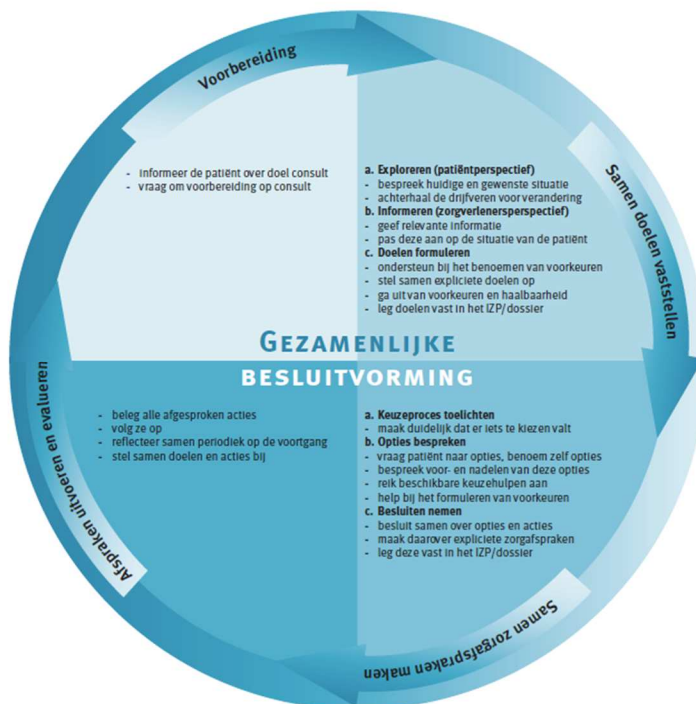 Voorbereiding
- informeer de patiënt over doel consult
- vraag om voorbereiding op consult
Samen doelen vaststellen
a. Exploreren (patiëntperspectief)
- bespreek huidige en gewenste situatie
- achterhaal de drijfveren voor verandering
b. Informeren (zorgverlenersperspectief)
- geef relevante informatie
- pas deze aan op de situatie van de patiënt
c. Doelen formuleren
- ondersteun bij het benoemen van voorkeuren
- stel samen expliciete doelen op
- ga uit van voorkeuren en haalbaarheid
- leg doelen vast in het IZP/dossier
GEZAMENLIJKE
BESLUITVORMING
a. Keuzeproces toelichten
- maak duidelijk dat er iets te kiezen valt
b. Opties bespreken
- vraag patiënt naar opties, benoem zelf opties
- bespreek voor- en nadelen van deze opties
- reik beschikbare keuzehulpen aan
- help bij het formuleren van voorkeuren
c. Besluiten nemen
- besluit samen over opties en acties
- maak daarover expliciete zorgafspraken
- leg deze vast in het IZP/dossier
Samen zorgafspraken maken
- beleg alle afgesproken acties
- volg ze op
- reflecteer samen periodiek op de voortgang
- stel samen doelen en acties bij
Afspraken uitvoeren en evalueren